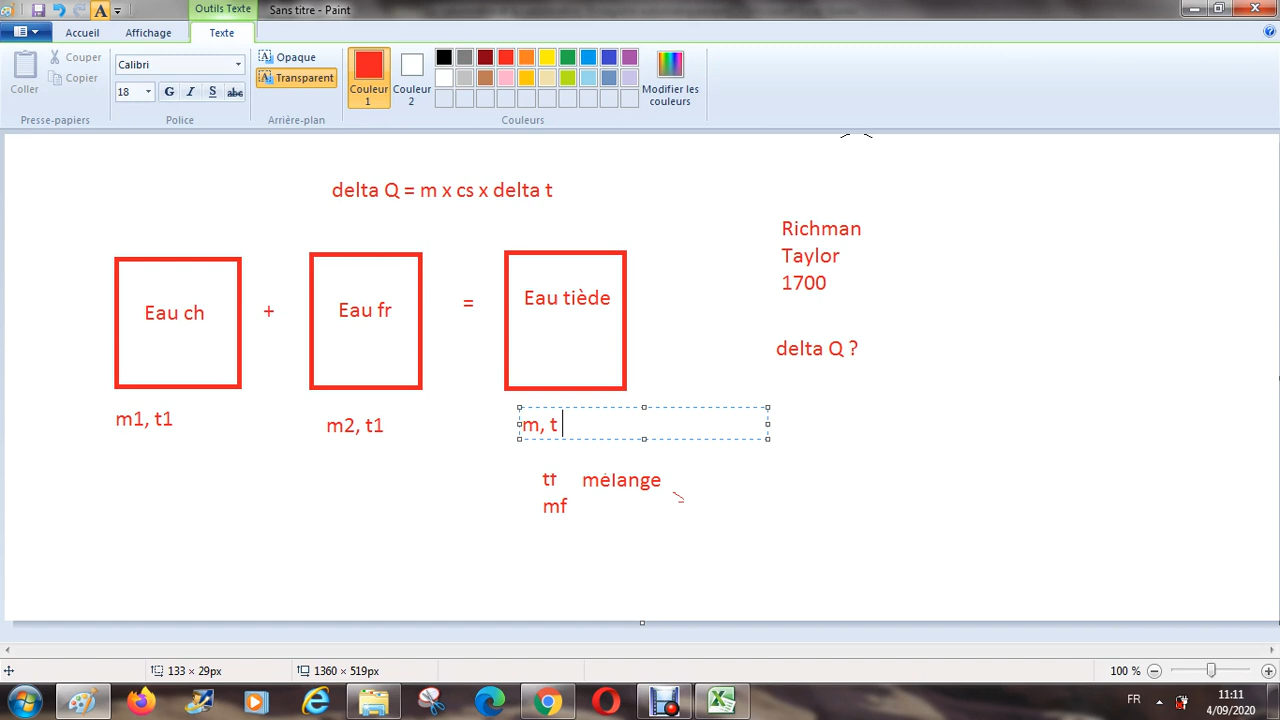 Outils Texte
Sans titre - Paint
Accueil
Affichage
Texte
Coller
Couper
Copier
Presse-papiers
Calibri
18
G I S abc
Police
Opaque
Transparent
Arrière-plan
Couleur 1
Couleur 2
Modifier les couleurs
Couleurs
delta Q = m x cs x delta t
Richman
Taylor
1700
Eau ch
+
Eau fr
=
Eau tiède
delta Q ?
m1, t1
m2, t1
m, t
tf mélange
mf
133 × 29px
1360 × 519px
100 %
FR
11:11
4/09/2020